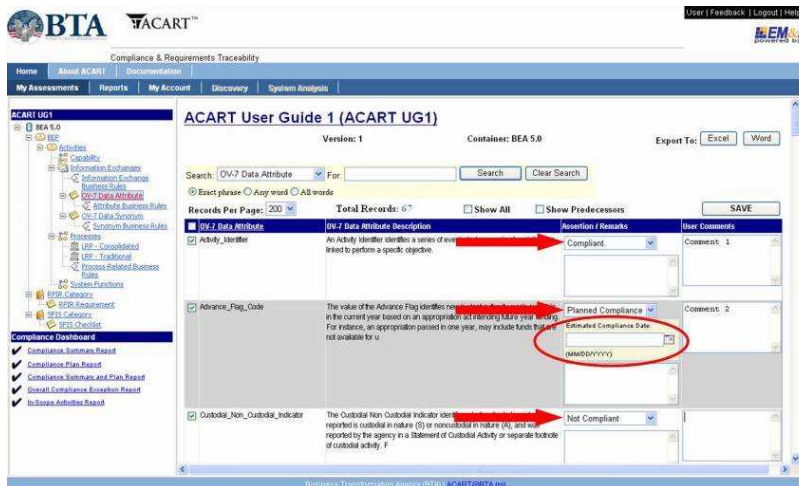 User | Feedback | Logout | Help
BTA
ACART™
EM&
powered by
Compliance & Requirements Traceability
Home About ACART Documentation
My Assessments Reports My Account Discovery System Analysis
ACART UG1
BEA 5.0
BEP
Activities
Capability
Information Exchanges
Information Exchange
Business Rules
OV-7 Data Attribute
Attribute Business Rules
OV-7 Data Synonym
Synonym Business Rules
Processes
LRP - Consolidated
LRP - Traditional
Process-Related Business
Rules
System Functions
RPIR Category
RPIR Requirement
SFIS Category
SFIS Checklist
Compliance Dashboard
Compliance Summary Report
Compliance Plan Report
Compliance Summary and Plan Report
Overall Compliance Exception Report
In-Scope Activities Report
ACART User Guide 1 (ACART UG1)
Version: 1 Container: BEA 5.0 Export To: Excel Word
Search: OV-7 Data Attribute For: Search Clear Search
Exact phrase Any word All words
Records Per Page: 200 Total Records: 67 Show All Show Predecessors SAVE
OV-7 Data Attribute OV-7 Data Attribute Description Assertion / Remarks User Comments
Activity_Identifier An Activity Identifier identifies a series of
linked to perform a specific objective.
Compliant Comment 1
Advance_Flag_Code The value of the Advance Flag identifies
in the current year based on an appropriation act intending future year
For instance, an appropriation passed in one year, may include funds that are
not available for u
Planned Compliance Comment 2
Estimated Compliance Date:
(MM/DD/YYYY)
Custodial_Non_Custodial_Indicator The Custodial Non Custodial Indicator
reported is custodial in nature (S) or noncustodial in nature (A), and
reported by the agency in a Statement of Custodial Activity or separate footnote
of custodial activity. F
Not Compliant
Business Transformation Agency (BTA) | ACART@BTA.mil